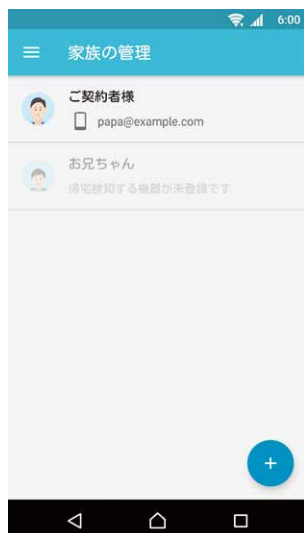 6:00
家族の管理
ご契約者様
papa@example.com
お兄ちゃん
帰宅検知する機器が未登録です